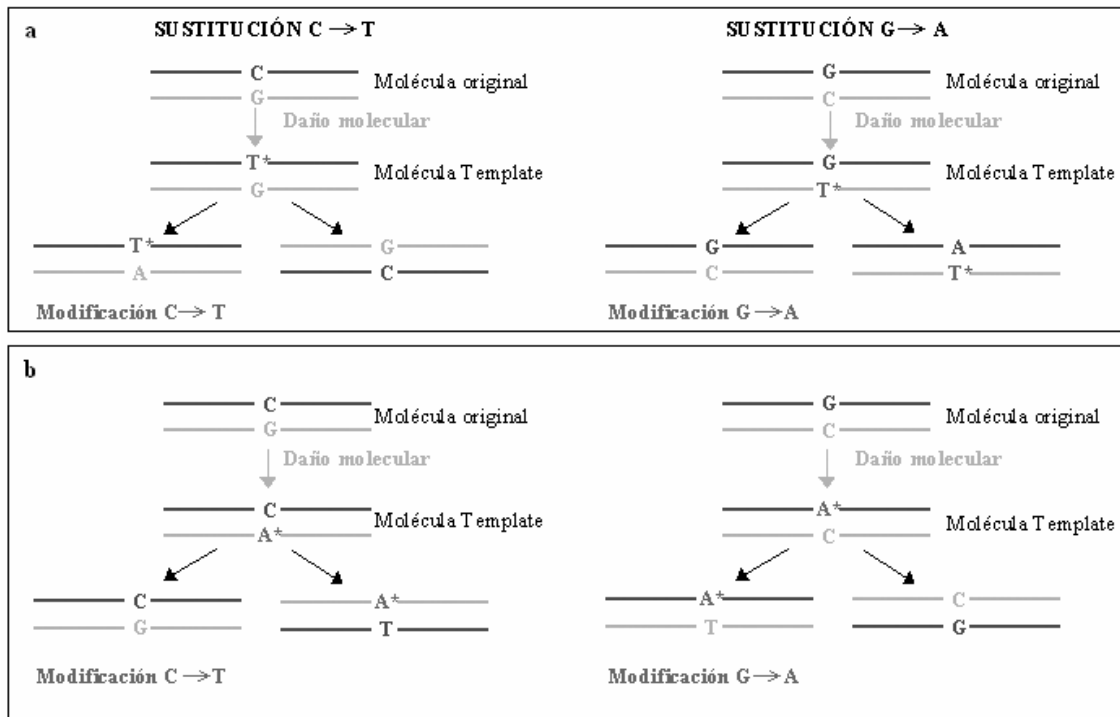 a
SUSTITUCIÓN C → T
SUSTITUCIÓN G → A
C
Molécula original
G
Daño molecular
T+
Molécula Template
G
T+
A
G
C
Modificación C → T
G
Molécula original
C
Daño molecular
G
Molécula Template
T+
G
C
A
T+
Modificación G → A
b
C
Molécula original
G
Daño molecular
C
Molécula Template
A+
C
G
A+
T
Modificación C → T
G
Molécula original
C
Daño molecular
A+
Molécula Template
C
A+
T
C
G
Modificación G → A